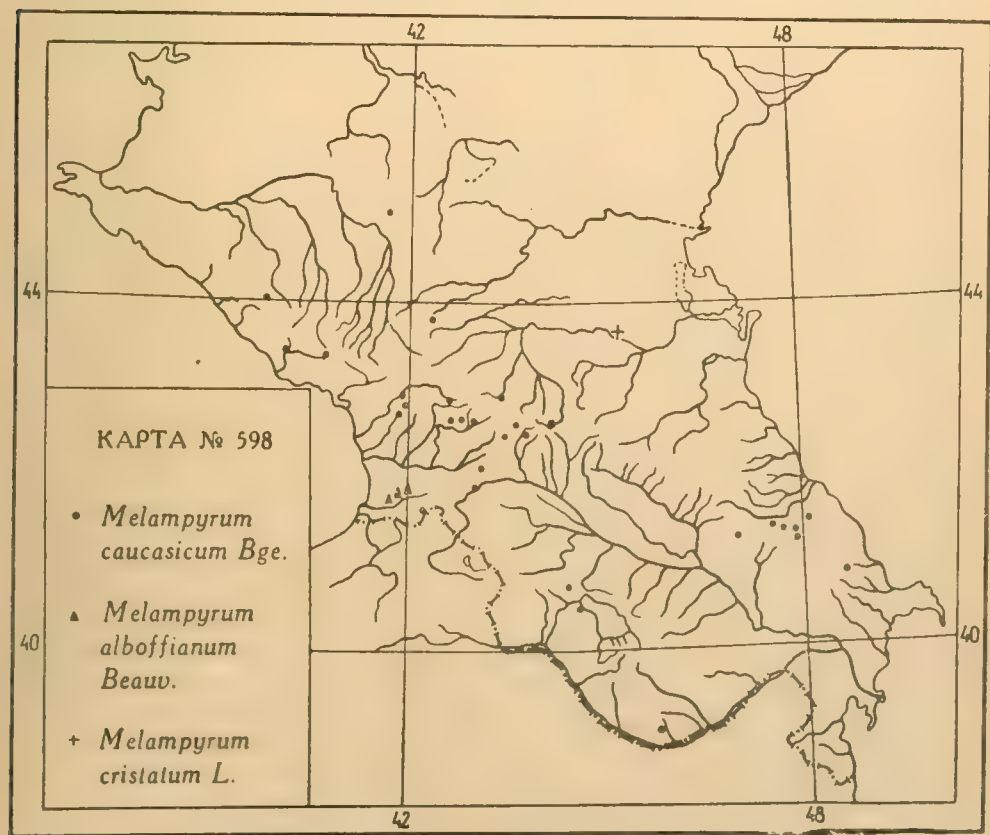 42 48
44 44
КАРТА № 598
• Melampyrum
caucasicum Bge.
▲ Melampyrum
alboffianum
Beauv.
+ Melampyrum
cristatum L.
40 40
42 48